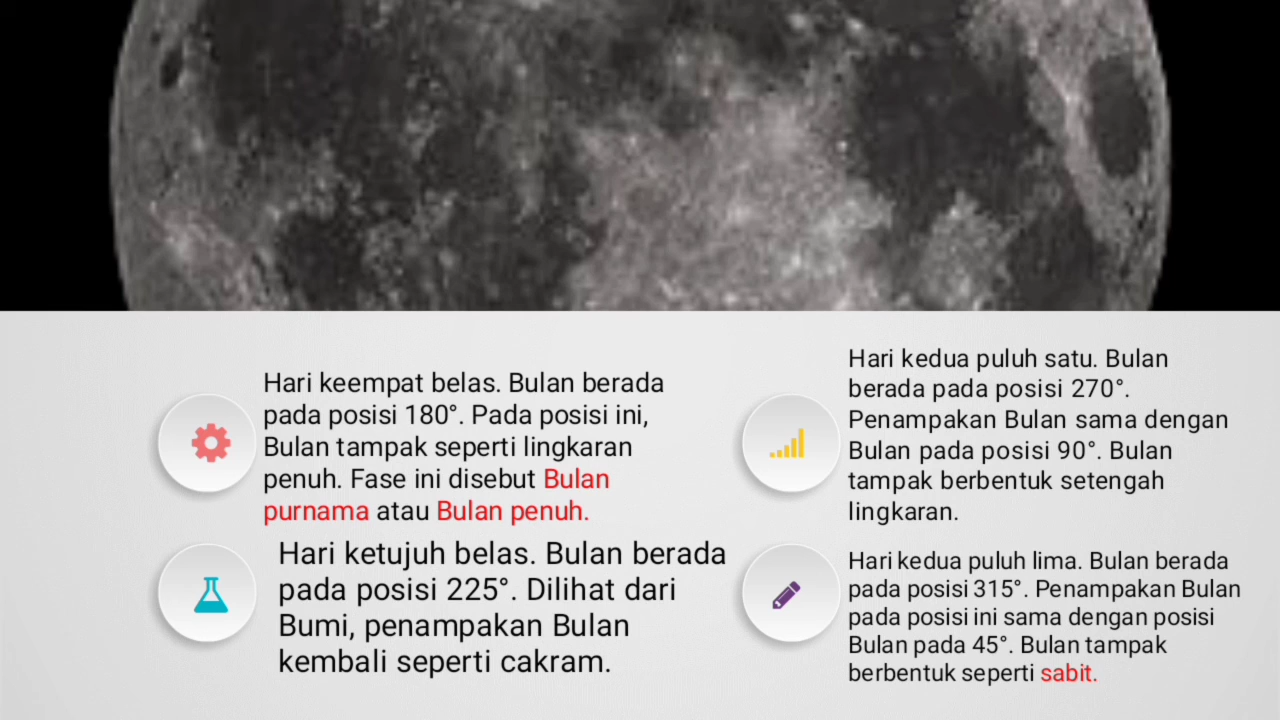 Hari keempat belas. Bulan berada
pada posisi 180°. Pada posisi ini,
Bulan tampak seperti lingkaran
penuh. Fase ini disebut Bulan
purnama atau Bulan penuh.
Hari ketujuh belas. Bulan berada
pada posisi 225°. Dilihat dari
Bumi, penampakan Bulan
kembali seperti cakram.
Hari kedua puluh satu. Bulan
berada pada posisi 270°.
Penampakan Bulan sama dengan
Bulan pada posisi 90°. Bulan
tampak berbentuk setengah
lingkaran.
Hari kedua puluh lima. Bulan berada
pada posisi 315°. Penampakan Bulan
pada posisi ini sama dengan posisi
Bulan pada 45°. Bulan tampak
berbentuk seperti sabit.